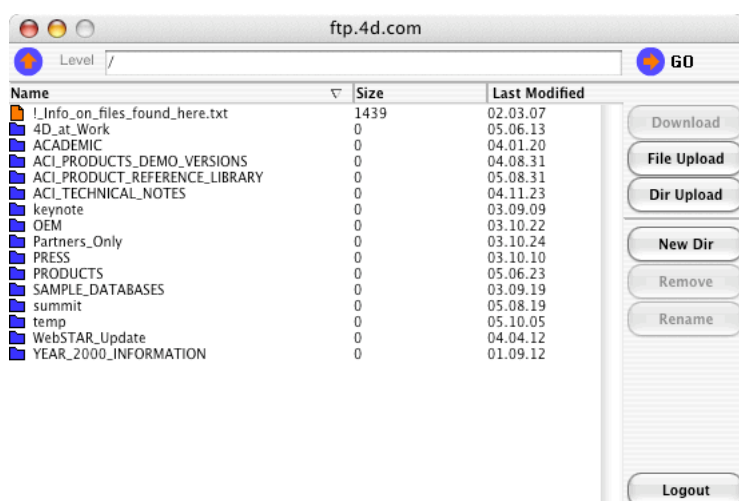 ftp.4d.com
Level / GO
Name Size Last Modified
!_Info_on_files_found_here.txt 1439 02.03.07
4D_at_Work 0 05.06.13
ACADEMIC 0 04.01.20
ACI_PRODUCTS_DEMO_VERSIONS 0 04.08.31
ACI_PRODUCT_REFERENCE_LIBRARY 0 05.08.31
ACI_TECHNICAL_NOTES 0 04.11.23
keynote 0 03.09.09
OEM 0 03.10.22
Partners_Only 0 03.10.24
PRESS 0 03.10.10
PRODUCTS 0 05.06.23
SAMPLE_DATABASES 0 03.09.19
summit 0 05.08.19
temp 0 05.10.05
WebSTAR_Update 0 04.04.12
YEAR_2000_INFORMATION 0 01.09.12
Download
File Upload
Dir Upload
New Dir
Remove
Rename
Logout